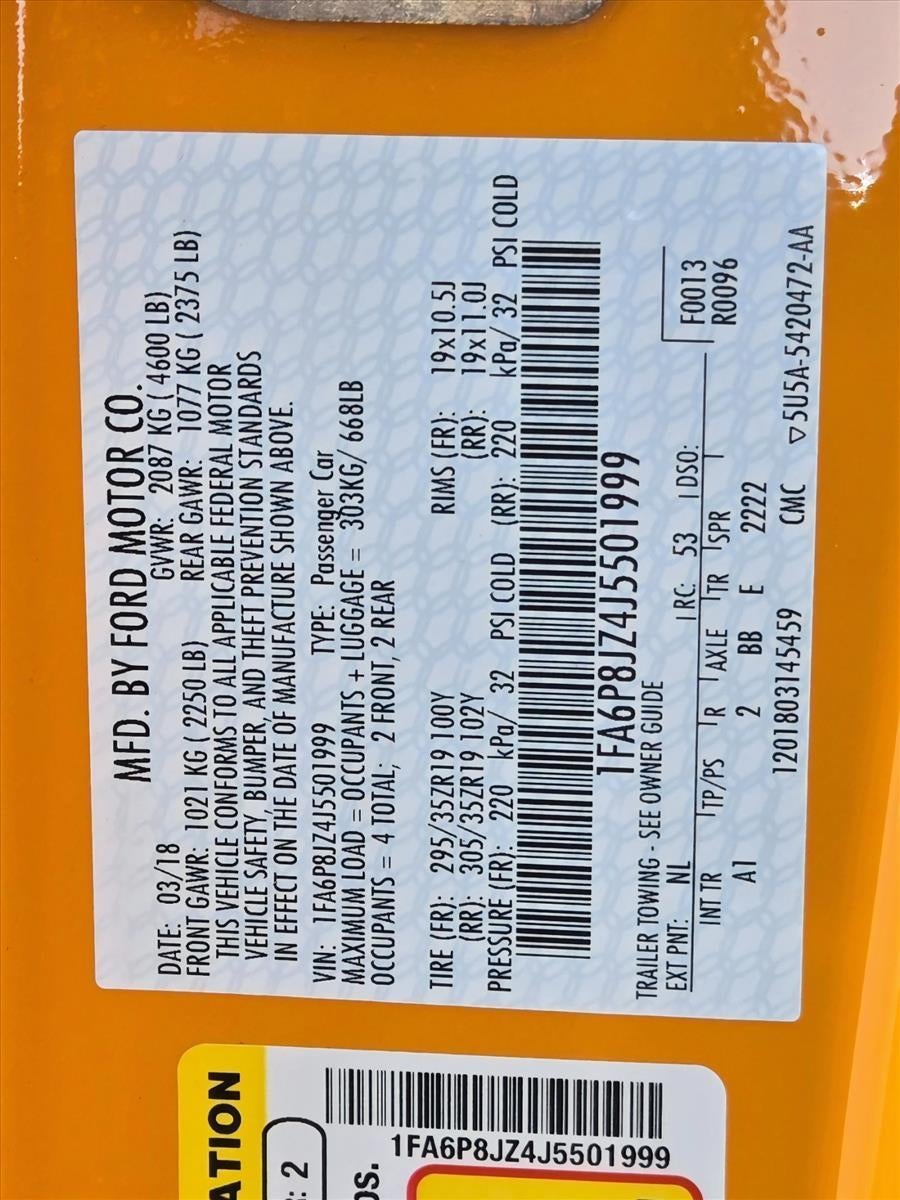 MFD. BY FORD MOTOR CO.
DATE: 03/18 GVWR: 2087 KG ( 4600 LB)
FRONT GAWR: 1021 KG ( 2250 LB) REAR GAWR: 1077 KG ( 2375 LB)
THIS VEHICLE CONFORMS TO ALL APPLICABLE FEDERAL MOTOR
VEHICLE SAFETY, BUMPER, AND THEFT PREVENTION STANDARDS
IN EFFECT ON THE DATE OF MANUFACTURE SHOWN ABOVE.
VIN: 1FA6P8JZ4J5501999 TYPE: Passenger Car
MAXIMUM LOAD = OCCUPANTS + LUGGAGE = 303KG/ 668LB
OCCUPANTS = 4 TOTAL; 2 FRONT, 2 REAR
TIRE (FR): 295/35ZR19 100Y RIMS (FR): 19x10.5J
(RR): 305/35ZR19 102Y (RR): 19x11.0J
PRESSURE (FR): 220 kPa/ 32 PSI COLD (RR): 220 kPa/ 32 PSI COLD
1FA6P8JZ4J5501999
TRAILER TOWING - SEE OWNER GUIDE
EXT PNT: NL RC: 53 DSO: F0013
INT TR TP/PS R AXLE TR SPR R0096
A1 2 BB E 2222
1201803145459 CMC ▽5U5A-5420472-AA
ATION
: 2
1FA6P8JZ4J5501999